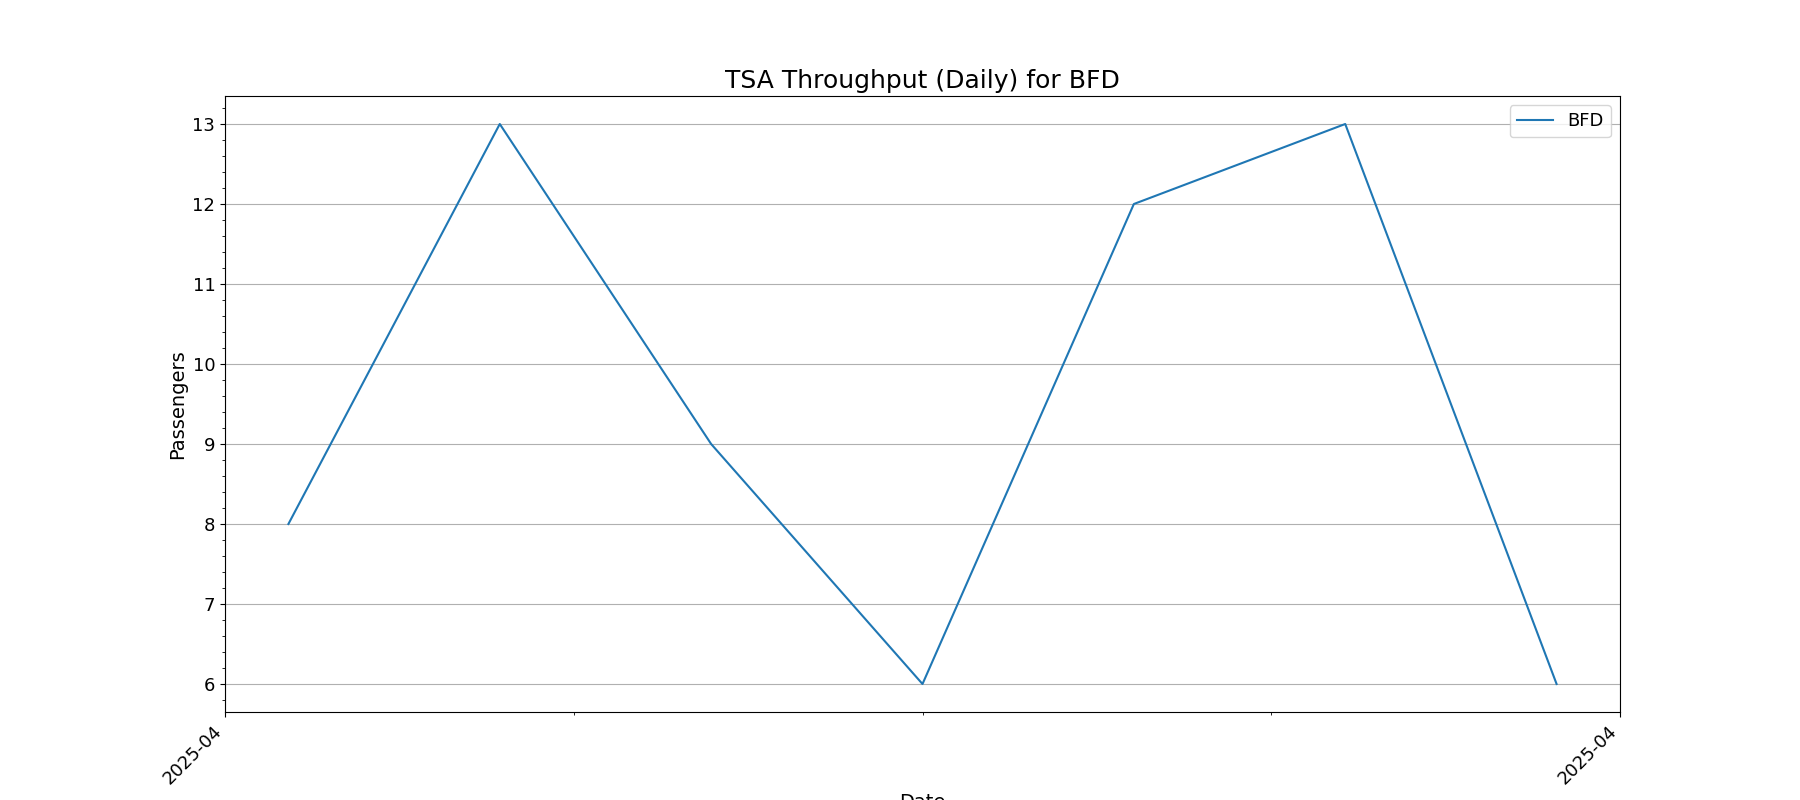 TSA Throughput (Daily) for BFD
BFD
13
12
11
10
9
8
7
6
Passengers
2025-04
2025-04
Date